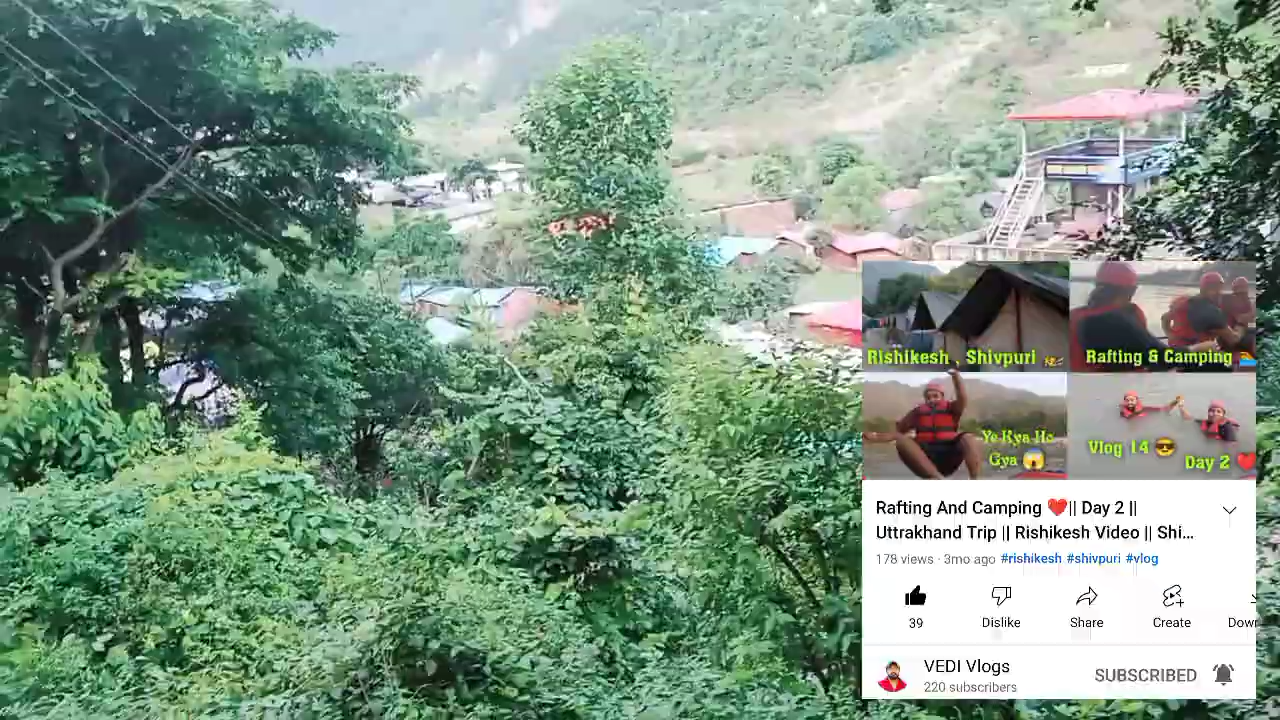 Rishikesh , Shivpuri
Rafting & Camping
Ye Kya Ho
Gya
Vlog 14
Day 2
Rafting And Camping ❤️|| Day 2 ||
Uttrakhand Trip || Rishikesh Video || Shi...
178 views · 3mo ago #rishikesh #shivpuri #vlog
39
Dislike
Share
Create
Down
VEDI Vlogs
220 subscribers
SUBSCRIBED